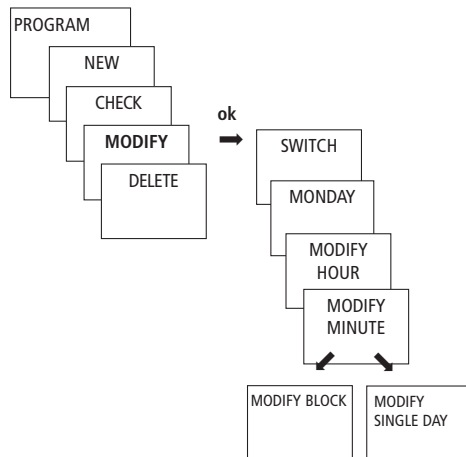 PROGRAM
NEW
CHECK
MODIFY
DELETE
ok
SWITCH
MONDAY
MODIFY
HOUR
MODIFY
MINUTE
MODIFY BLOCK
MODIFY
SINGLE DAY